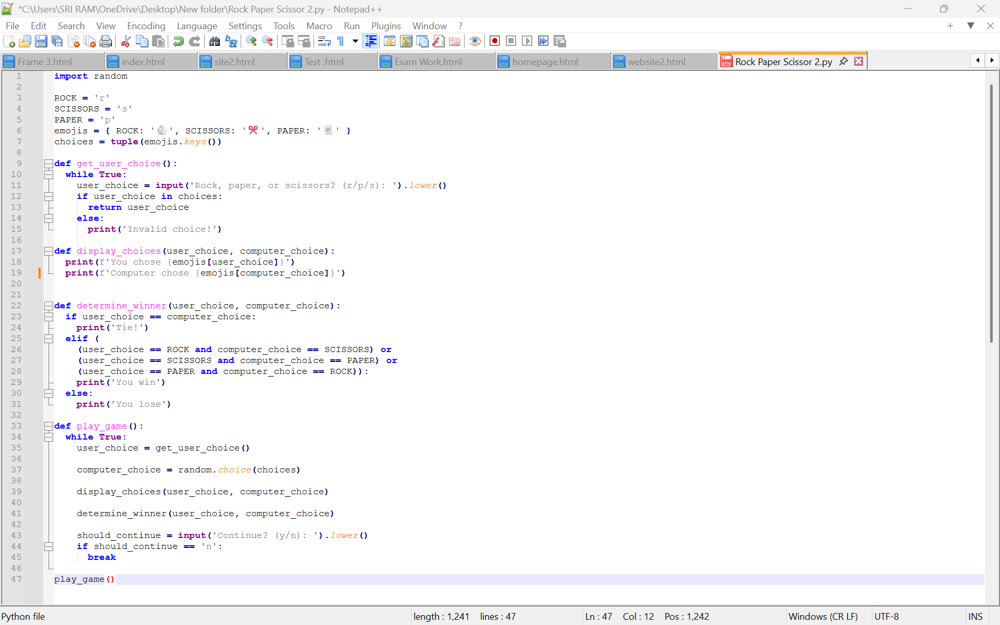 *C:\Users\SRI RAM\OneDrive\Desktop\New folder\Rock Paper Scissor 2.py - Notepad++
File Edit Search View Encoding Language Settings Tools Macro Run Plugins Window ?
Frame 3.html index.html site2.html Test .html Exam Work.html homepage.html website2.html Rock Paper Scissor 2.py
1 import random
2
3 ROCK = 'r'
4 SCISSORS = 's'
5 PAPER = 'p'
6 emojis = { ROCK: '🪨', SCISSORS: '✂️', PAPER: '📃' }
7 choices = tuple(emojis.keys())
8
9 def get_user_choice():
10   while True:
11     user_choice = input('Rock, paper, or scissors? (r/p/s): ').lower()
12     if user_choice in choices:
13       return user_choice
14     else:
15       print('Invalid choice!')
16
17 def display_choices(user_choice, computer_choice):
18   print(f'You chose {emojis[user_choice]}')
19   print(f'Computer chose {emojis[computer_choice]}')
20
21
22 def determine_winner(user_choice, computer_choice):
23   if user_choice == computer_choice:
24     print('Tie!')
25   elif (
26     (user_choice == ROCK and computer_choice == SCISSORS) or
27     (user_choice == SCISSORS and computer_choice == PAPER) or
28     (user_choice == PAPER and computer_choice == ROCK)):
29     print('You win')
30   else:
31     print('You lose')
32
33 def play_game():
34   while True:
35     user_choice = get_user_choice()
36
37     computer_choice = random.choice(choices)
38
39     display_choices(user_choice, computer_choice)
40
41     determine_winner(user_choice, computer_choice)
42
43     should_continue = input('Continue? (y/n): ').lower()
44     if should_continue == 'n':
45       break
46
47 play_game()
Python file length : 1,241 lines : 47 Ln : 47 Col : 12 Pos : 1,242 Windows (CR LF) UTF-8 INS